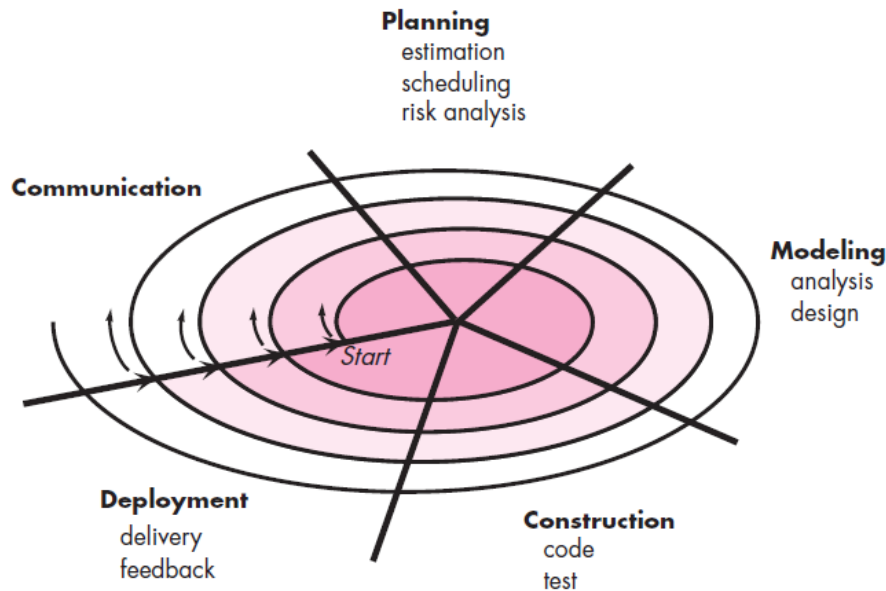 Planning
estimation
scheduling
risk analysis
Communication
Modeling
analysis
design
Start
Deployment
delivery
feedback
Construction
code
test